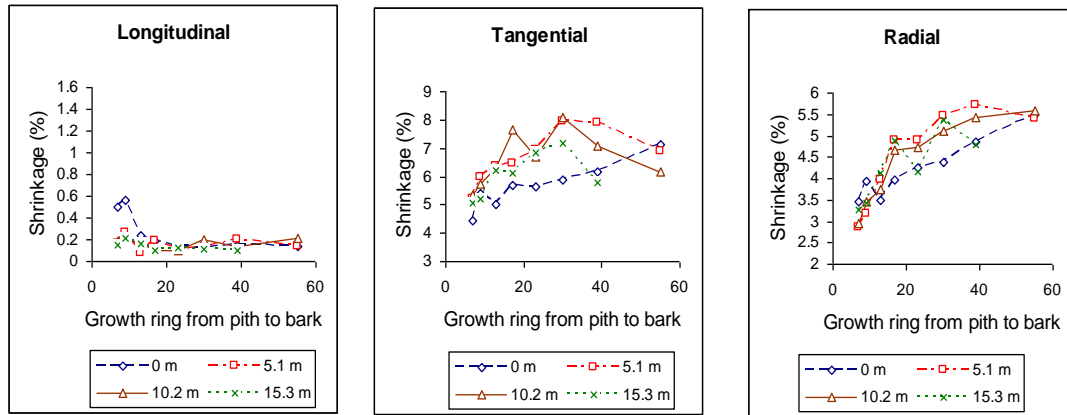 Longitudinal
Shrinkage (%)
1.6
1.4
1.2
1
0.8
0.6
0.4
0.2
0
0 20 40 60
Growth ring from pith to bark
0 m 5.1 m
10.2 m 15.3 m
Tangential
Shrinkage (%)
9
8
7
6
5
4
3
0 20 40 60
Growth ring from pith to bark
0 m 5.1 m
10.2 m 15.3 m
Radial
Shrinkage (%)
6
5.5
5
4.5
4
3.5
3
2.5
2
0 20 40 60
Growth ring from pith to bark
0 m 5.1 m
10.2 m 15.3 m